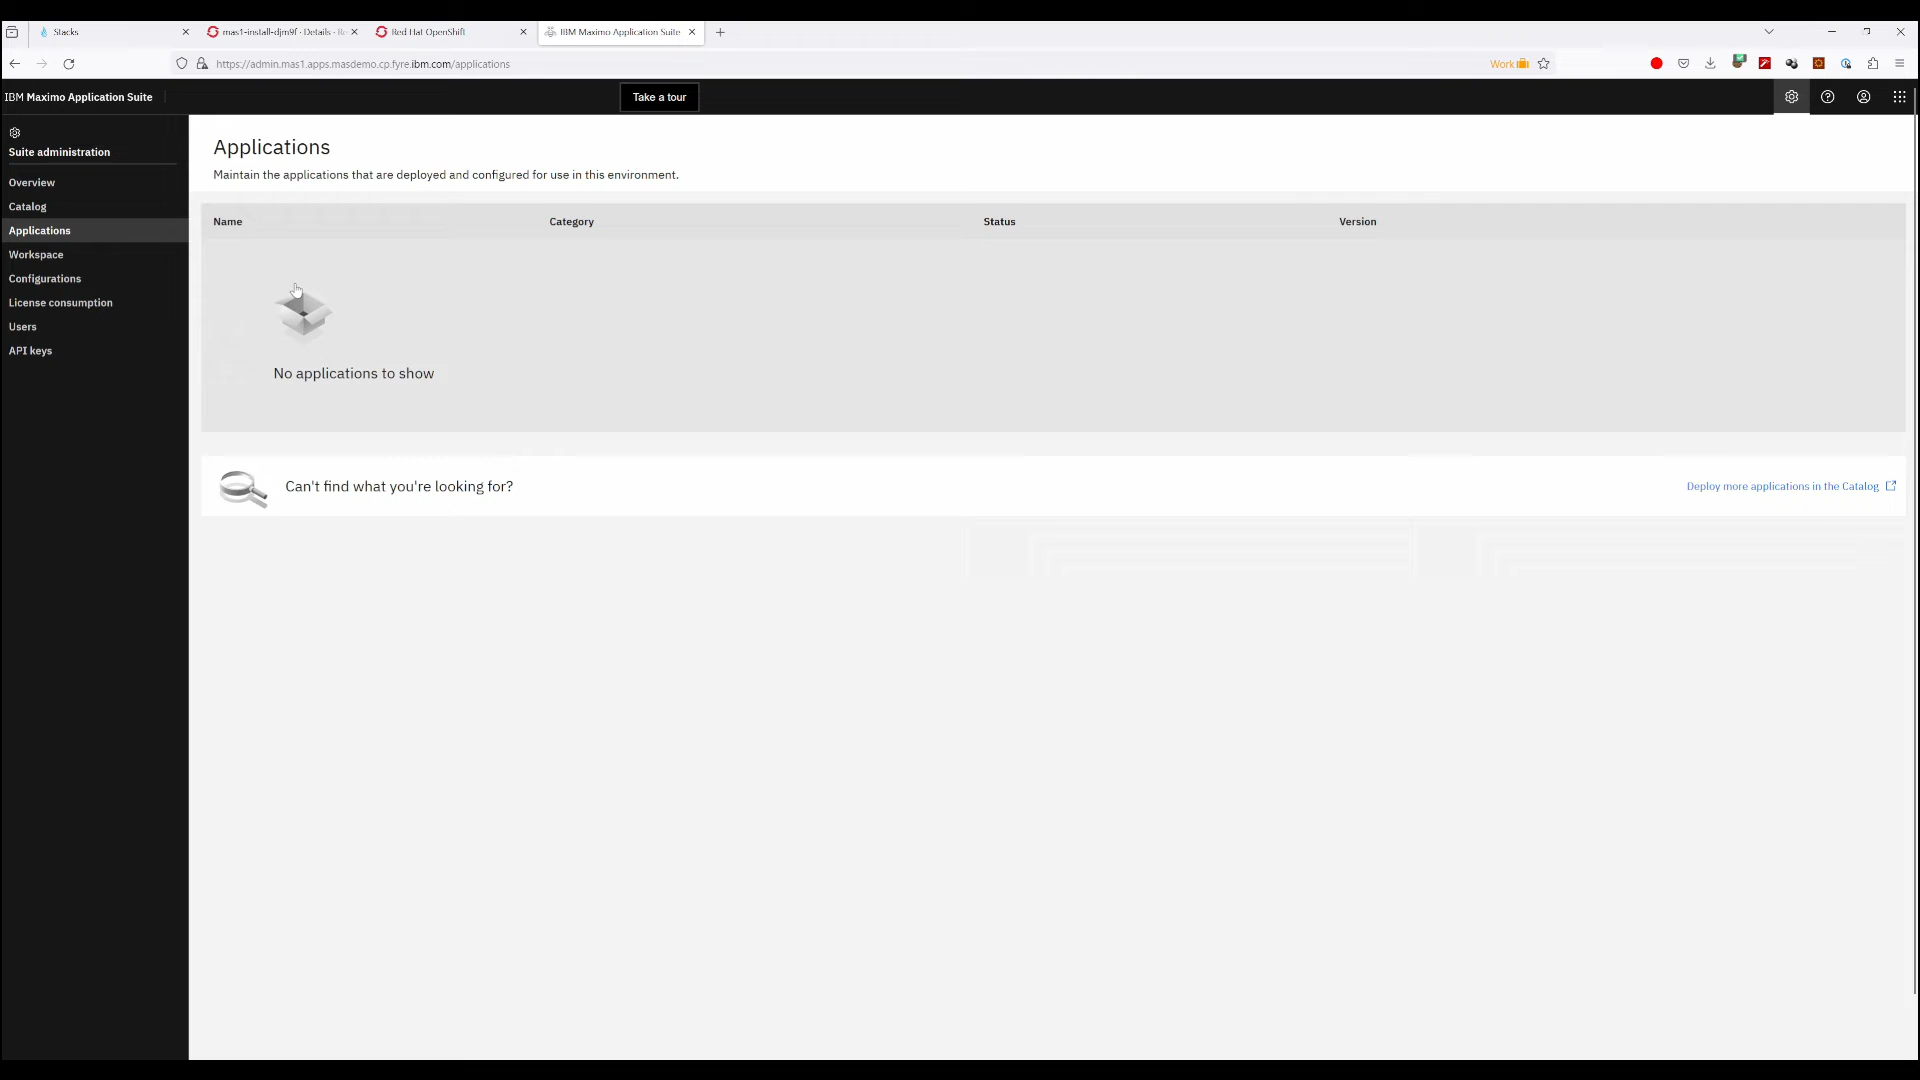 Stacks
mas1-install-djm9f · Details · Re
Red Hat OpenShift
IBM Maximo Application Suite
https://admin.mas1.apps.masdemo.cp.fyre.ibm.com/applications
Work
IBM Maximo Application Suite
Take a tour
Suite administration
Overview
Catalog
Applications
Workspace
Configurations
License consumption
Users
API keys
Applications
Maintain the applications that are deployed and configured for use in this environment.
Name Category Status Version
No applications to show
Can't find what you're looking for?
Deploy more applications in the Catalog